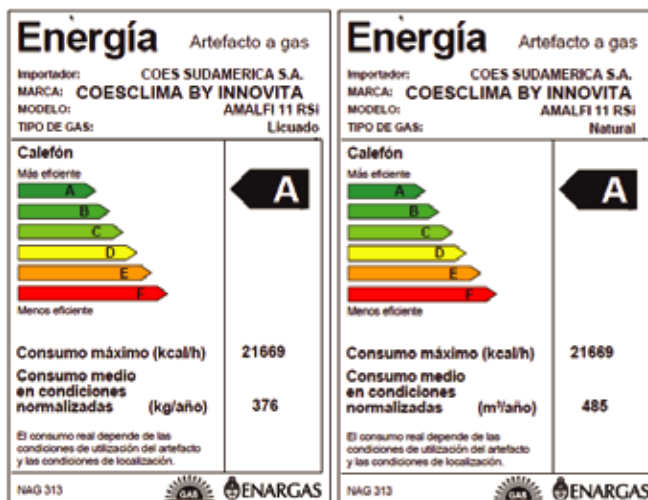 Energía Artefacto a gas
Importador: COES SUDAMERICA S.A.
MARCA: COESCLIMA BY INNOVITA
MODELO: AMALFI 11 RSi
TIPO DE GAS: Licuado
Calefón
Más eficiente
A
A
B
C
D
E
F
Menos eficiente
Consumo máximo (kcal/h) 21669
Consumo medio
en condiciones
normalizadas (kg/año) 376
El consumo real depende de las
condiciones de utilización del artefacto
y las condiciones de localización.
NAG 313 GAS ENARGAS
Energía Artefacto a gas
Importador: COES SUDAMERICA S.A.
MARCA: COESCLIMA BY INNOVITA
MODELO: AMALFI 11 RSi
TIPO DE GAS: Natural
Calefón
Más eficiente
A
A
B
C
D
E
F
Menos eficiente
Consumo máximo (kcal/h) 21669
Consumo medio
en condiciones
normalizadas (m³/año) 485
El consumo real depende de las
condiciones de utilización del artefacto
y las condiciones de localización.
NAG 313 GAS ENARGAS